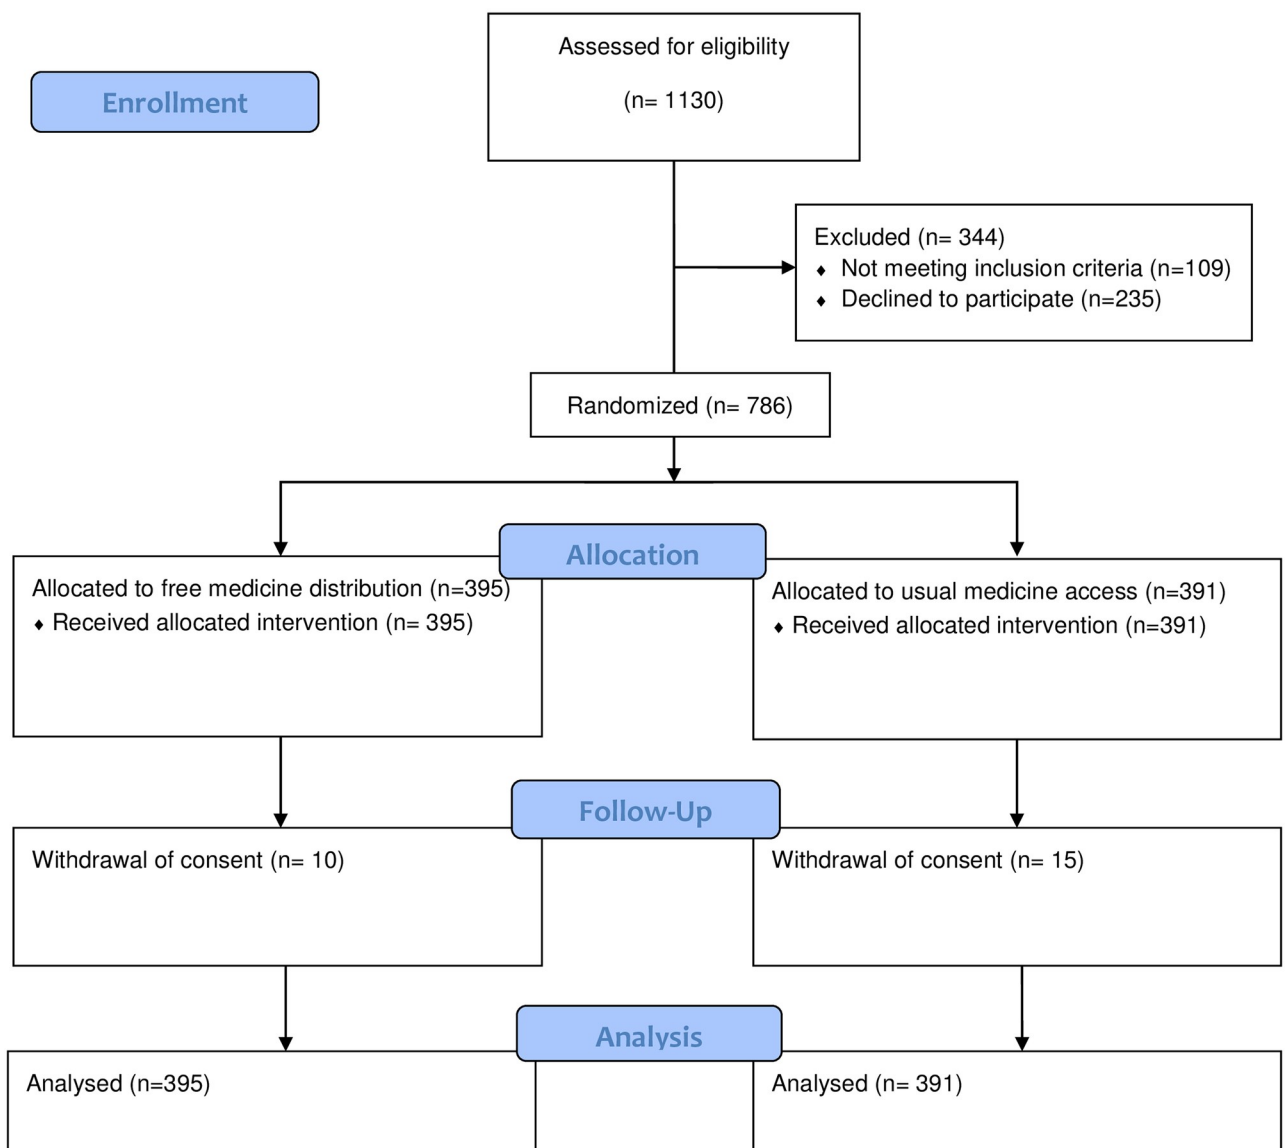 Assessed for eligibility
(n= 1130)
Enrollment
Excluded (n= 344)
♦ Not meeting inclusion criteria (n=109)
♦ Declined to participate (n=235)
Randomized (n= 786)
Allocation
Allocated to free medicine distribution (n=395)
♦ Received allocated intervention (n= 395)
Allocated to usual medicine access (n=391)
♦ Received allocated intervention (n=391)
Follow-Up
Withdrawal of consent (n= 10)
Withdrawal of consent (n= 15)
Analysis
Analysed (n=395)
Analysed (n= 391)